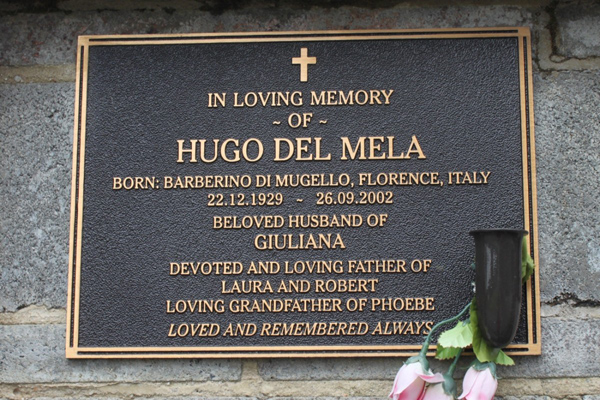 IN LOVING MEMORY
~ OF ~
HUGO DEL MELA
BORN: BARBERINO DI MUGELLO, FLORENCE, ITALY
22.12.1929 ~ 26.09.2002
BELOVED HUSBAND OF
GIULIANA
DEVOTED AND LOVING FATHER OF
LAURA AND ROBERT
LOVING GRANDFATHER OF PHOEBE
LOVED AND REMEMBERED ALWAYS